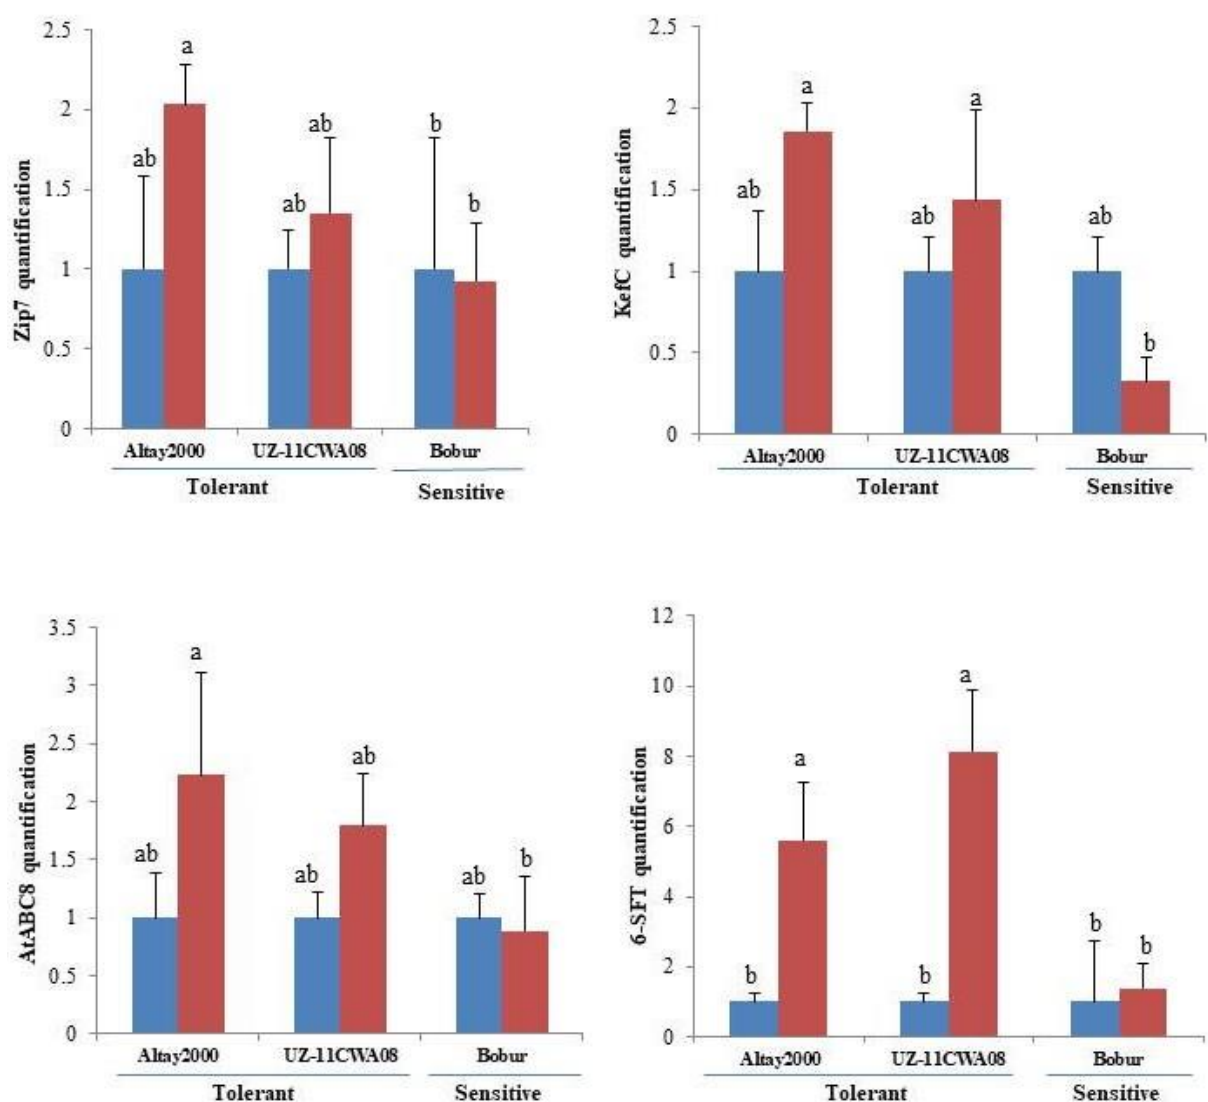 Zip7 quantification
2.5
2
1.5
1
0.5
0
ab
a
ab
ab
b
b
Altay2000
UZ-11CWA08
Bobur
Tolerant
Sensitive
KefC quantification
2.5
2
1.5
1
0.5
0
ab
a
ab
a
ab
b
Altay2000
UZ-11CWA08
Bobur
Tolerant
Sensitive
AtABC8 quantification
3.5
3
2.5
2
1.5
1
0.5
0
ab
a
ab
ab
ab
b
Altay2000
UZ-11CWA08
Bobur
Tolerant
Sensitive
6-SFT quantification
12
10
8
6
4
2
0
b
a
b
a
b
b
Altay2000
UZ-11CWA08
Bobur
Tolerant
Sensitive